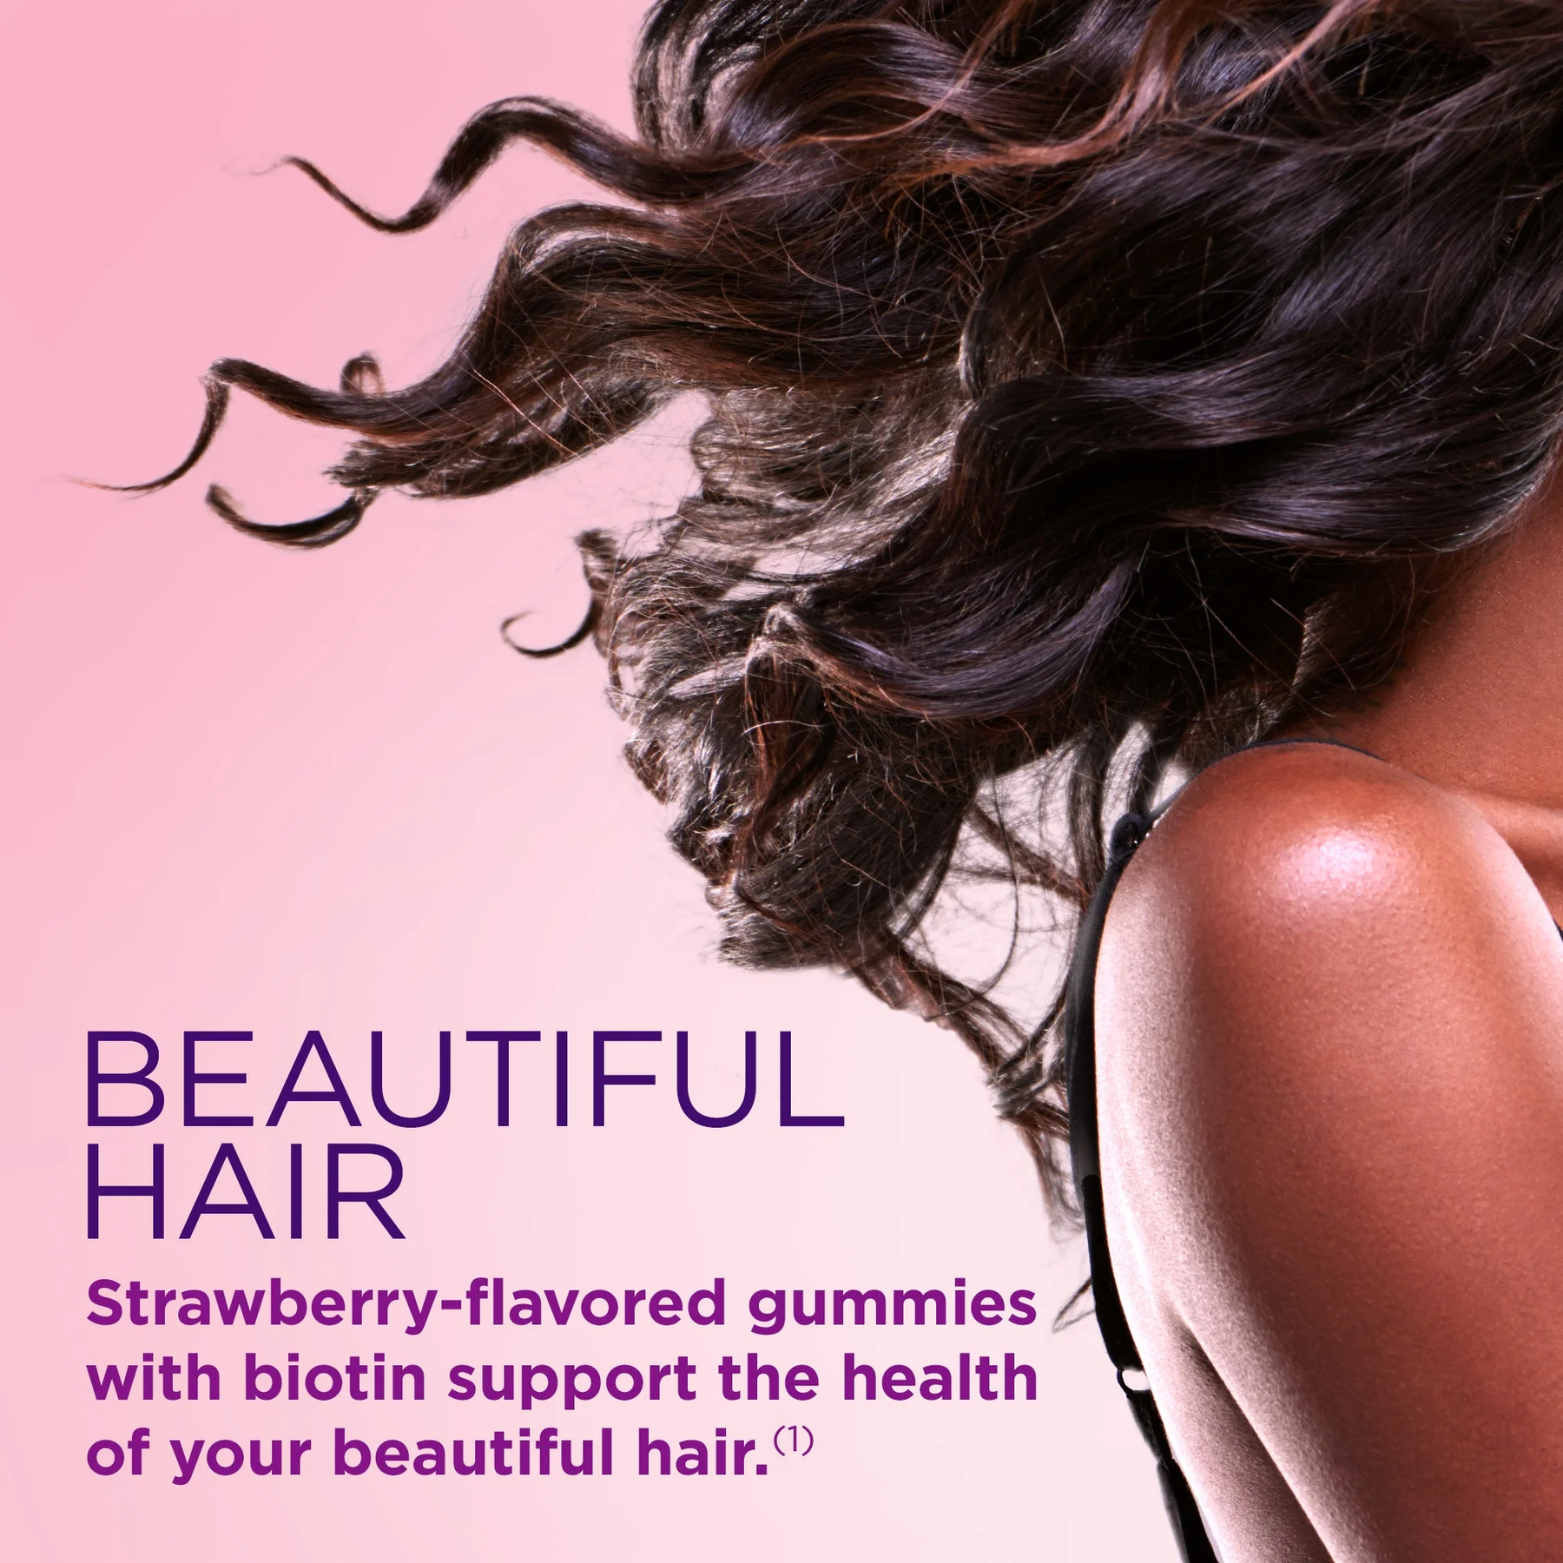 BEAUTIFUL
HAIR
Strawberry-flavored gummies
with biotin support the health
of your beautiful hair.(1)